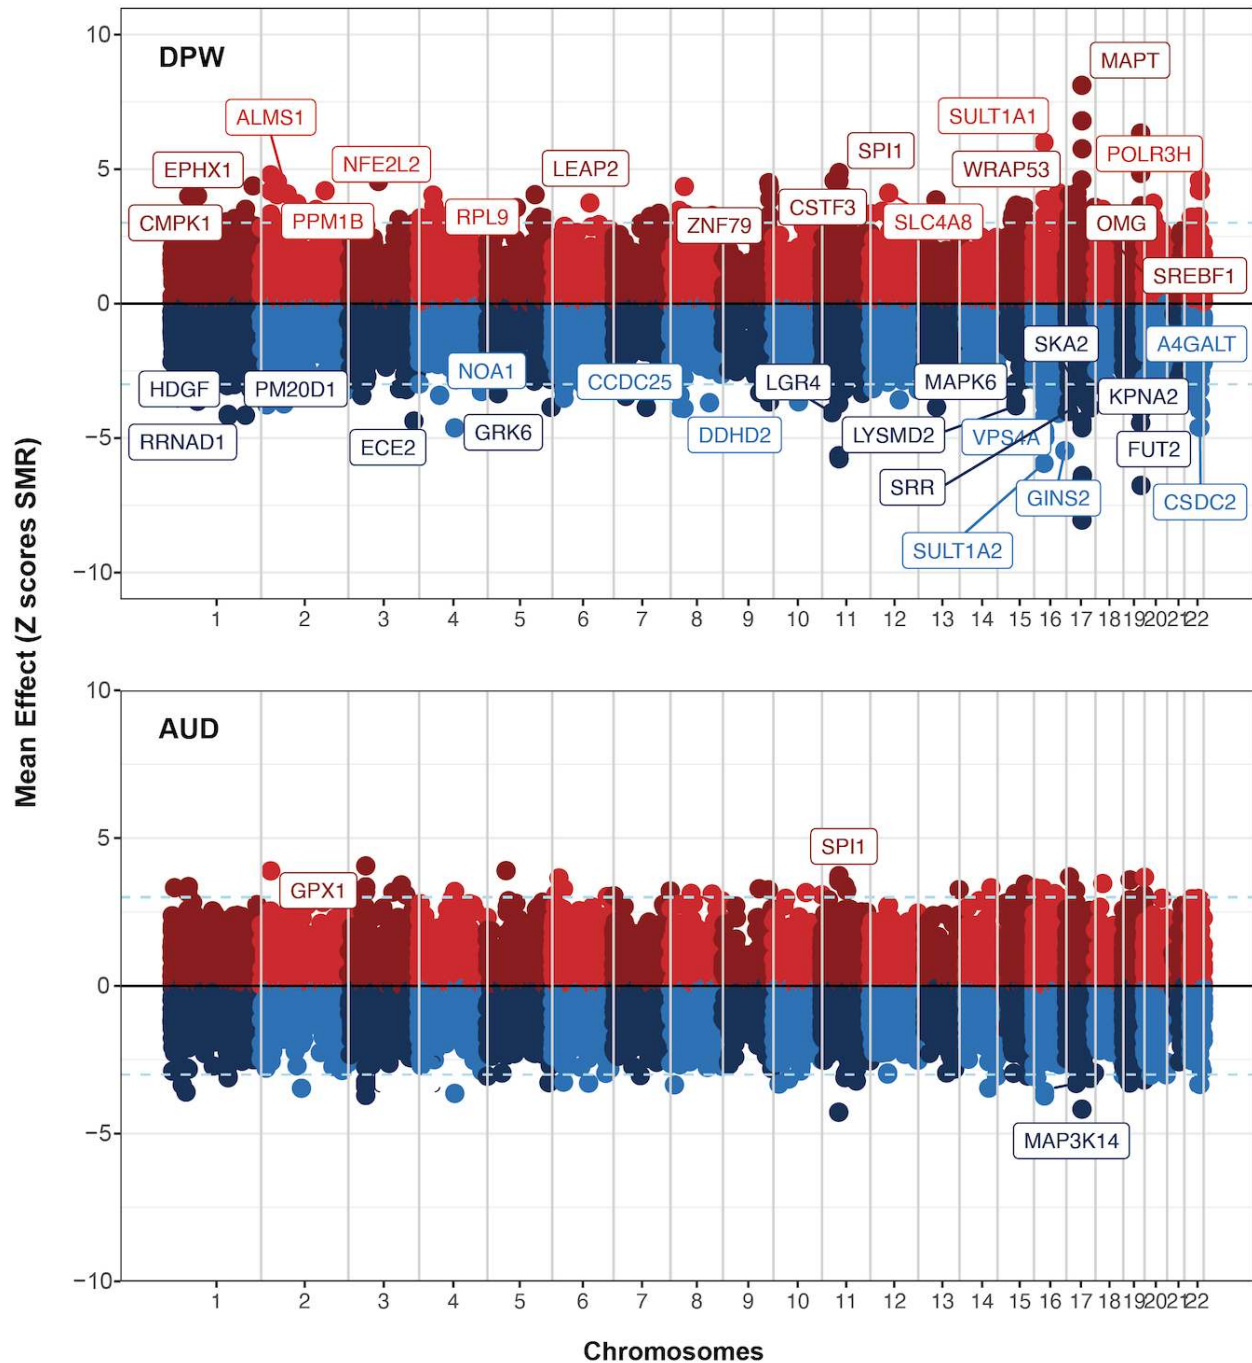 Mean Effect (Z scores SMR)
DPW
10
5
0
−5
−10
MAPT
ALMS1
SULT1A1
EPHX1
NFE2L2
LEAP2
SPI1
WRAP53
POLR3H
CMPK1
PPM1B
RPL9
ZNF79
CSTF3
SLC4A8
OMG
SREBF1
SKA2
A4GALT
HDGF
PM20D1
NOA1
CCDC25
LGR4
MAPK6
KPNA2
RRNAD1
ECE2
GRK6
DDHD2
LYSMD2
VPS4A
FUT2
SRR
GINS2
CSDC2
SULT1A2
1 2 3 4 5 6 7 8 9 10 11 12 13 14 15 16 17 18 19 20 21 22
AUD
10
5
0
−5
−10
SPI1
GPX1
MAP3K14
1 2 3 4 5 6 7 8 9 10 11 12 13 14 15 16 17 18 19 20 21 22
Chromosomes